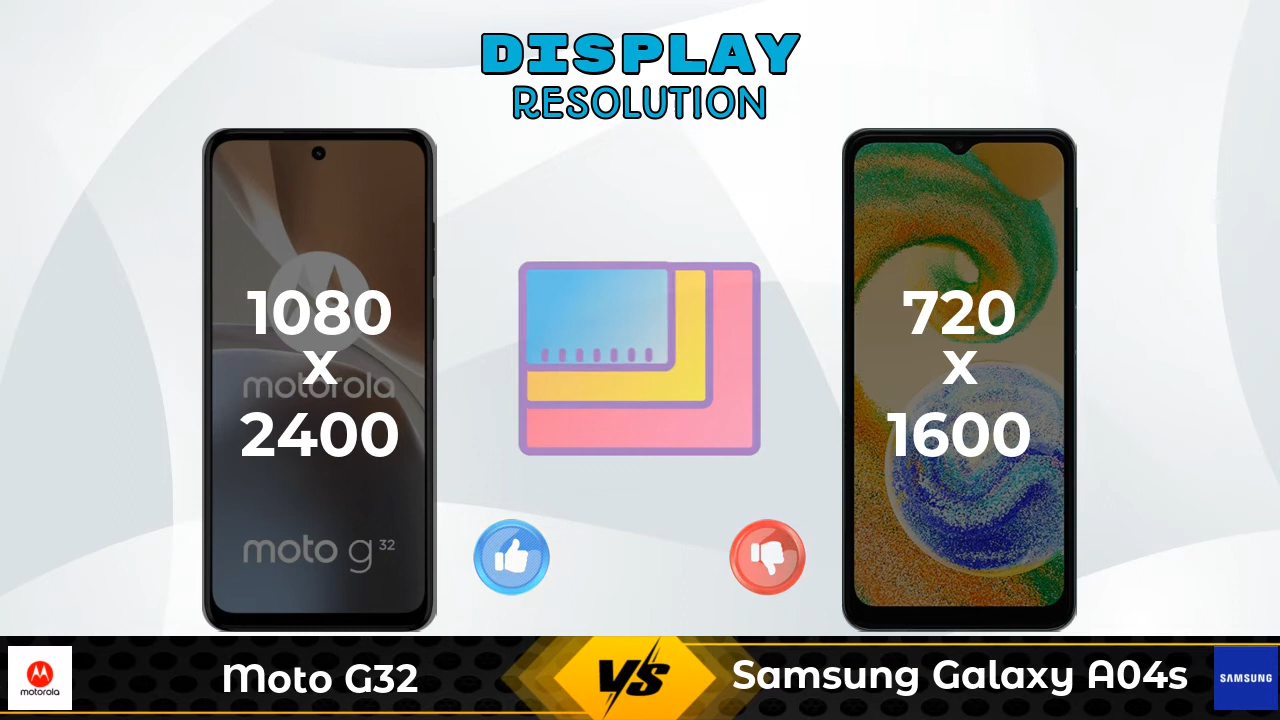 DISPLAY
RESOLUTION
1080
x
2400
motorola
moto g32
720
x
1600
motorola
Moto G32
VS
Samsung Galaxy A04s
SAMSUNG